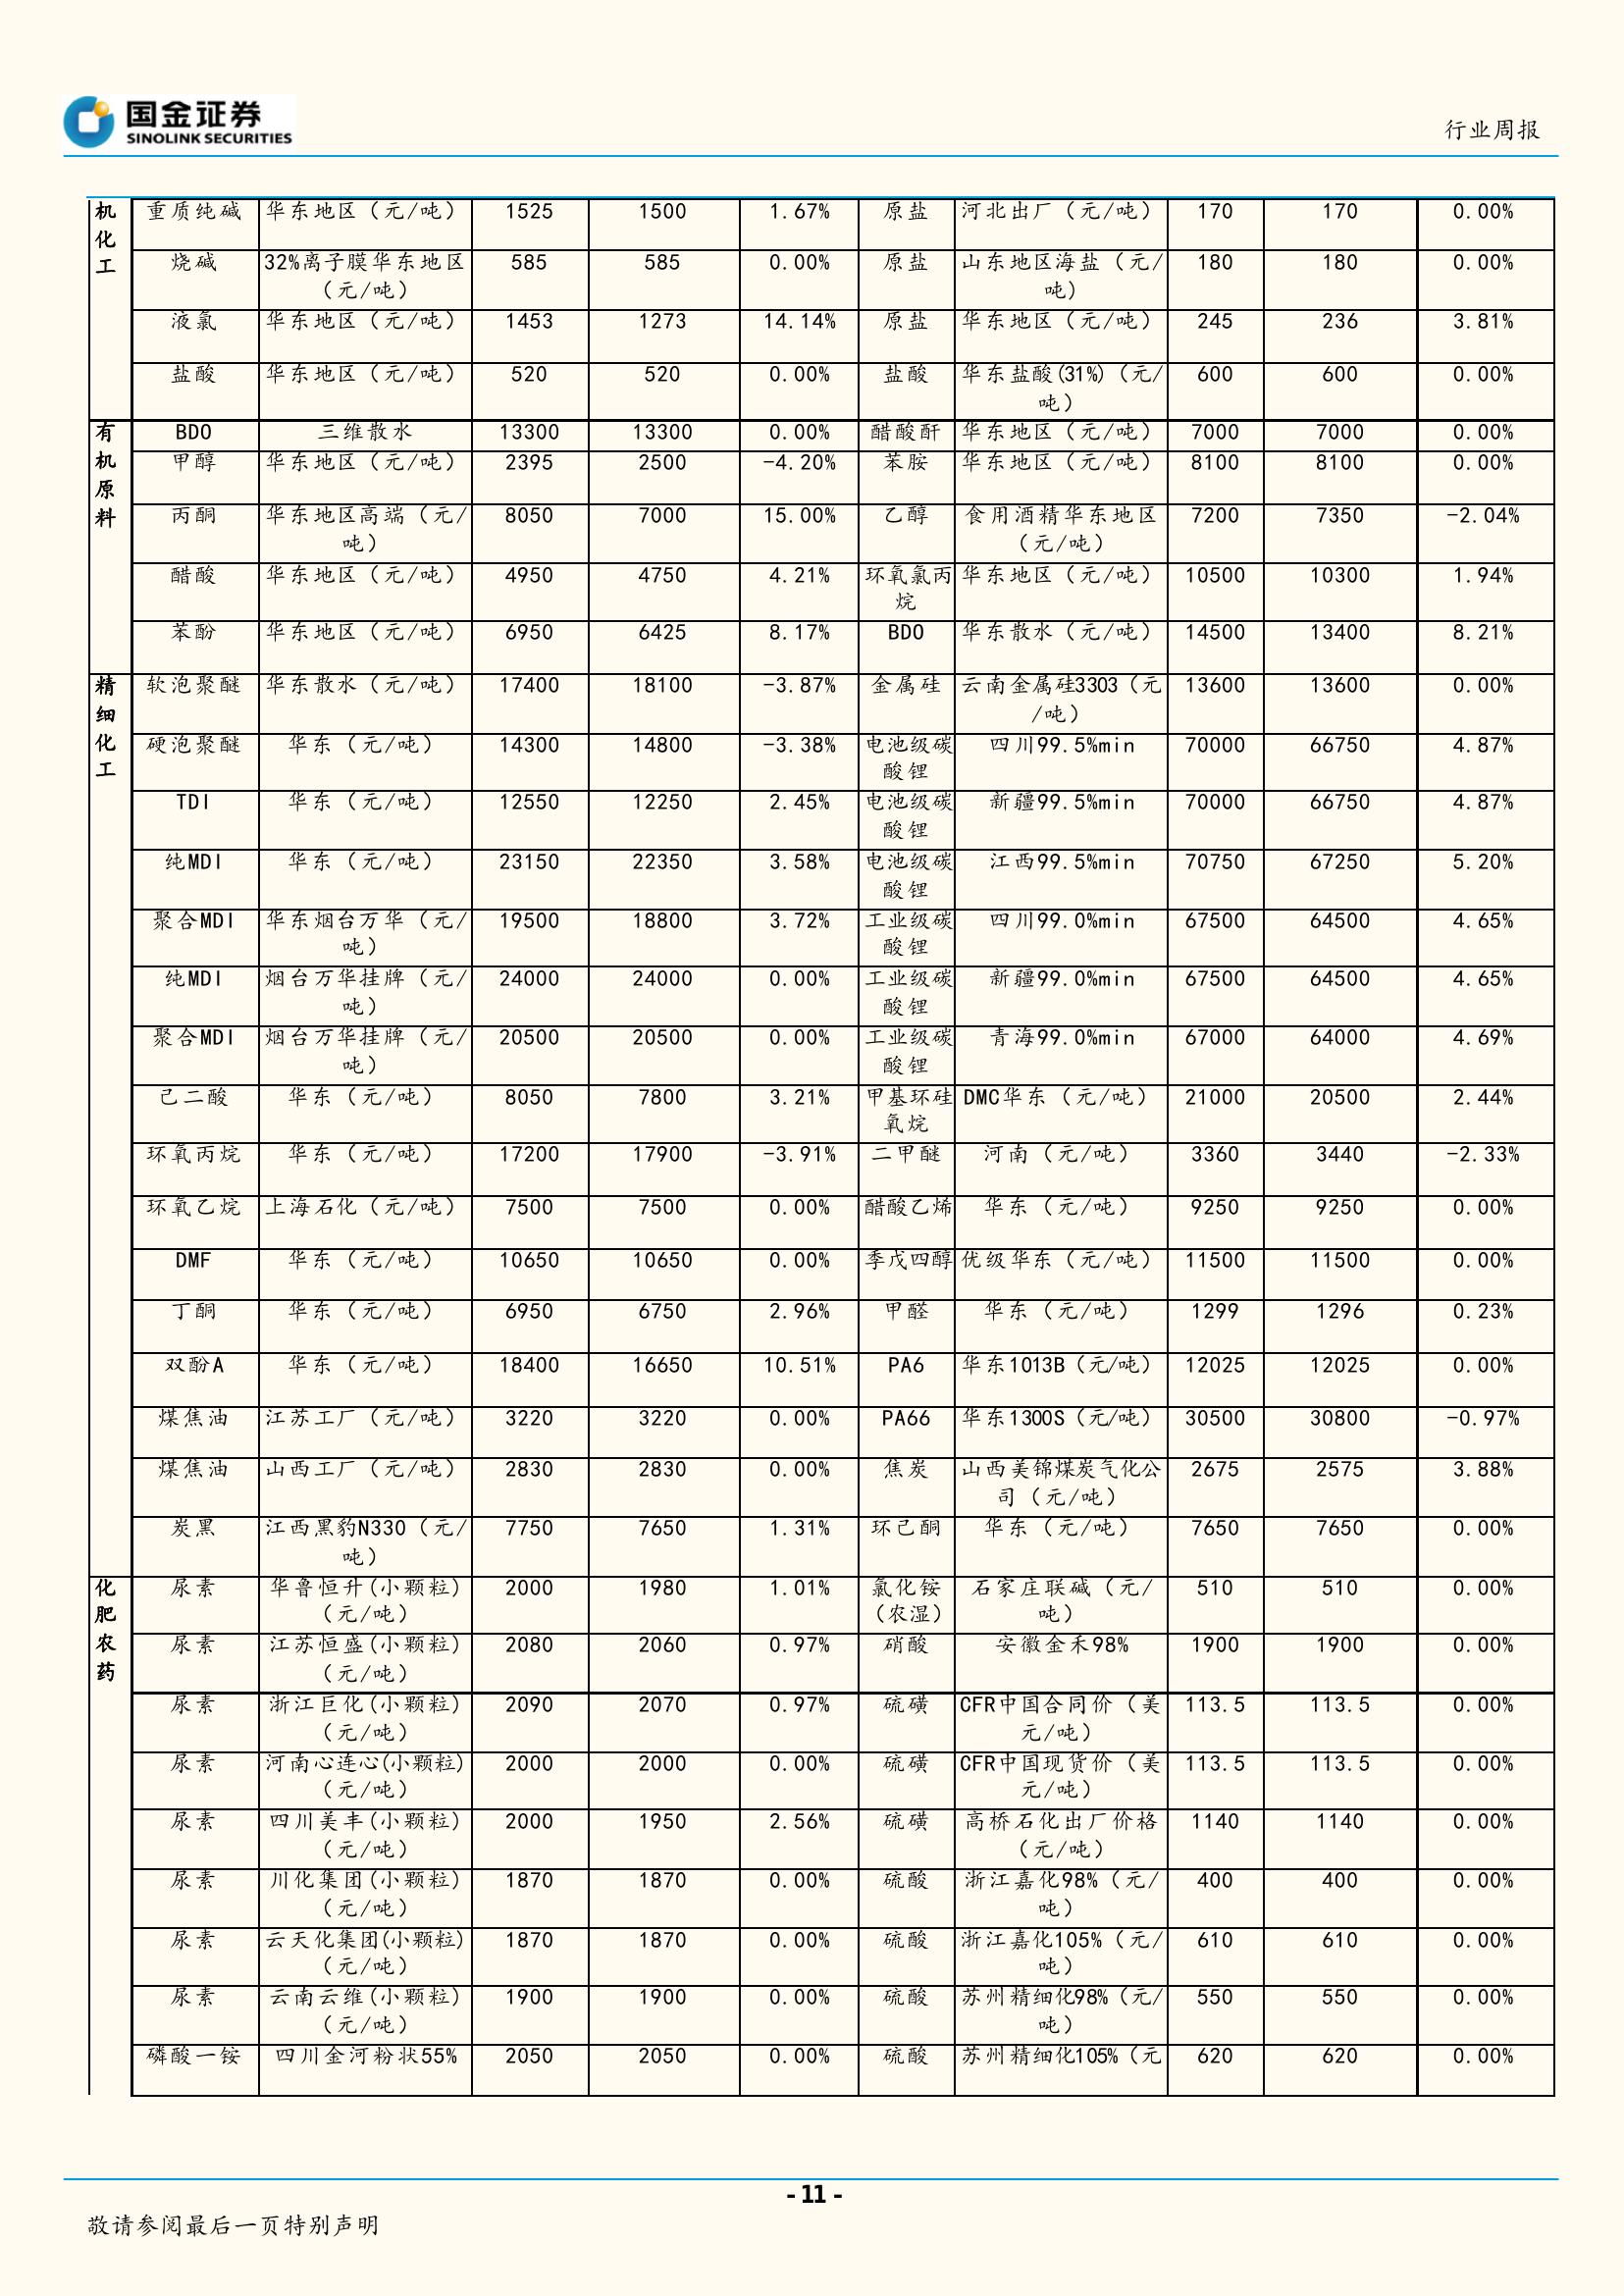 国金证券
SINOLINK SECURITIES
行业周报
机化工 重质纯碱 华东地区（元/吨） 1525 1500 1.67% 原盐 河北出厂（元/吨） 170 170 0.00%
烧碱 32%离子膜华东地区（元/吨） 585 585 0.00% 原盐 山东地区海盐（元/吨） 180 180 0.00%
液氯 华东地区（元/吨） 1453 1273 14.14% 原盐 华东地区（元/吨） 245 236 3.81%
盐酸 华东地区（元/吨） 520 520 0.00% 盐酸 华东盐酸(31%)（元/吨） 600 600 0.00%
有机原料 BDO 三维散水 13300 13300 0.00% 醋酸酐 华东地区（元/吨） 7000 7000 0.00%
甲醇 华东地区（元/吨） 2395 2500 -4.20% 苯胺 华东地区（元/吨） 8100 8100 0.00%
丙酮 华东地区高端（元/吨） 8050 7000 15.00% 乙醇 食用酒精华东地区（元/吨） 7200 7350 -2.04%
醋酸 华东地区（元/吨） 4950 4750 4.21% 环氧氯丙烷 华东地区（元/吨） 10500 10300 1.94%
苯酚 华东地区（元/吨） 6950 6425 8.17% BDO 华东散水（元/吨） 14500 13400 8.21%
精细化工 软泡聚醚 华东散水（元/吨） 17400 18100 -3.87% 金属硅 云南金属硅3303（元/吨） 13600 13600 0.00%
硬泡聚醚 华东（元/吨） 14300 14800 -3.38% 电池级碳酸锂 四川99.5%min 70000 66750 4.87%
TDI 华东（元/吨） 12550 12250 2.45% 电池级碳酸锂 新疆99.5%min 70000 66750 4.87%
纯MDI 华东（元/吨） 23150 22350 3.58% 电池级碳酸锂 江西99.5%min 70750 67250 5.20%
聚合MDI 华东烟台万华（元/吨） 19500 18800 3.72% 工业级碳酸锂 四川99.0%min 67500 64500 4.65%
纯MDI 烟台万华挂牌（元/吨） 24000 24000 0.00% 工业级碳酸锂 新疆99.0%min 67500 64500 4.65%
聚合MDI 烟台万华挂牌（元/吨） 20500 20500 0.00% 工业级碳酸锂 青海99.0%min 67000 64000 4.69%
己二酸 华东（元/吨） 8050 7800 3.21% 甲基环硅氧烷 DMC华东（元/吨） 21000 20500 2.44%
环氧丙烷 华东（元/吨） 17200 17900 -3.91% 二甲醚 河南（元/吨） 3360 3440 -2.33%
环氧乙烷 上海石化（元/吨） 7500 7500 0.00% 醋酸乙烯 华东（元/吨） 9250 9250 0.00%
DMF 华东（元/吨） 10650 10650 0.00% 季戊四醇 优级华东（元/吨） 11500 11500 0.00%
丁酮 华东（元/吨） 6950 6750 2.96% 甲醛 华东（元/吨） 1299 1296 0.23%
双酚A 华东（元/吨） 18400 16650 10.51% PA6 华东1013B（元/吨） 12025 12025 0.00%
煤焦油 江苏工厂（元/吨） 3220 3220 0.00% PA66 华东1300S（元/吨） 30500 30800 -0.97%
煤焦油 山西工厂（元/吨） 2830 2830 0.00% 焦炭 山西美锦煤炭气化公司（元/吨） 2675 2575 3.88%
炭黑 江西黑豹N330（元/吨） 7750 7650 1.31% 环己酮 华东（元/吨） 7650 7650 0.00%
化肥农药 尿素 华鲁恒升(小颗粒)（元/吨） 2000 1980 1.01% 氯化铵（农湿） 石家庄联碱（元/吨） 510 510 0.00%
尿素 江苏恒盛(小颗粒)（元/吨） 2080 2060 0.97% 硝酸 安徽金禾98% 1900 1900 0.00%
尿素 浙江巨化(小颗粒)（元/吨） 2090 2070 0.97% 硫磺 CFR中国合同价（美元/吨） 113.5 113.5 0.00%
尿素 河南心连心(小颗粒)（元/吨） 2000 2000 0.00% 硫磺 CFR中国现货价（美元/吨） 113.5 113.5 0.00%
尿素 四川美丰(小颗粒)（元/吨） 2000 1950 2.56% 硫磺 高桥石化出厂价格（元/吨） 1140 1140 0.00%
尿素 川化集团(小颗粒)（元/吨） 1870 1870 0.00% 硫酸 浙江嘉化98%（元/吨） 400 400 0.00%
尿素 云天化集团(小颗粒)（元/吨） 1870 1870 0.00% 硫酸 浙江嘉化105%（元/吨） 610 610 0.00%
尿素 云南云维(小颗粒)（元/吨） 1900 1900 0.00% 硫酸 苏州精细化98%（元/吨） 550 550 0.00%
磷酸一铵 四川金河粉状55% 2050 2050 0.00% 硫酸 苏州精细化105%（元 620 620 0.00%
- 11 -
敬请参阅最后一页特别声明